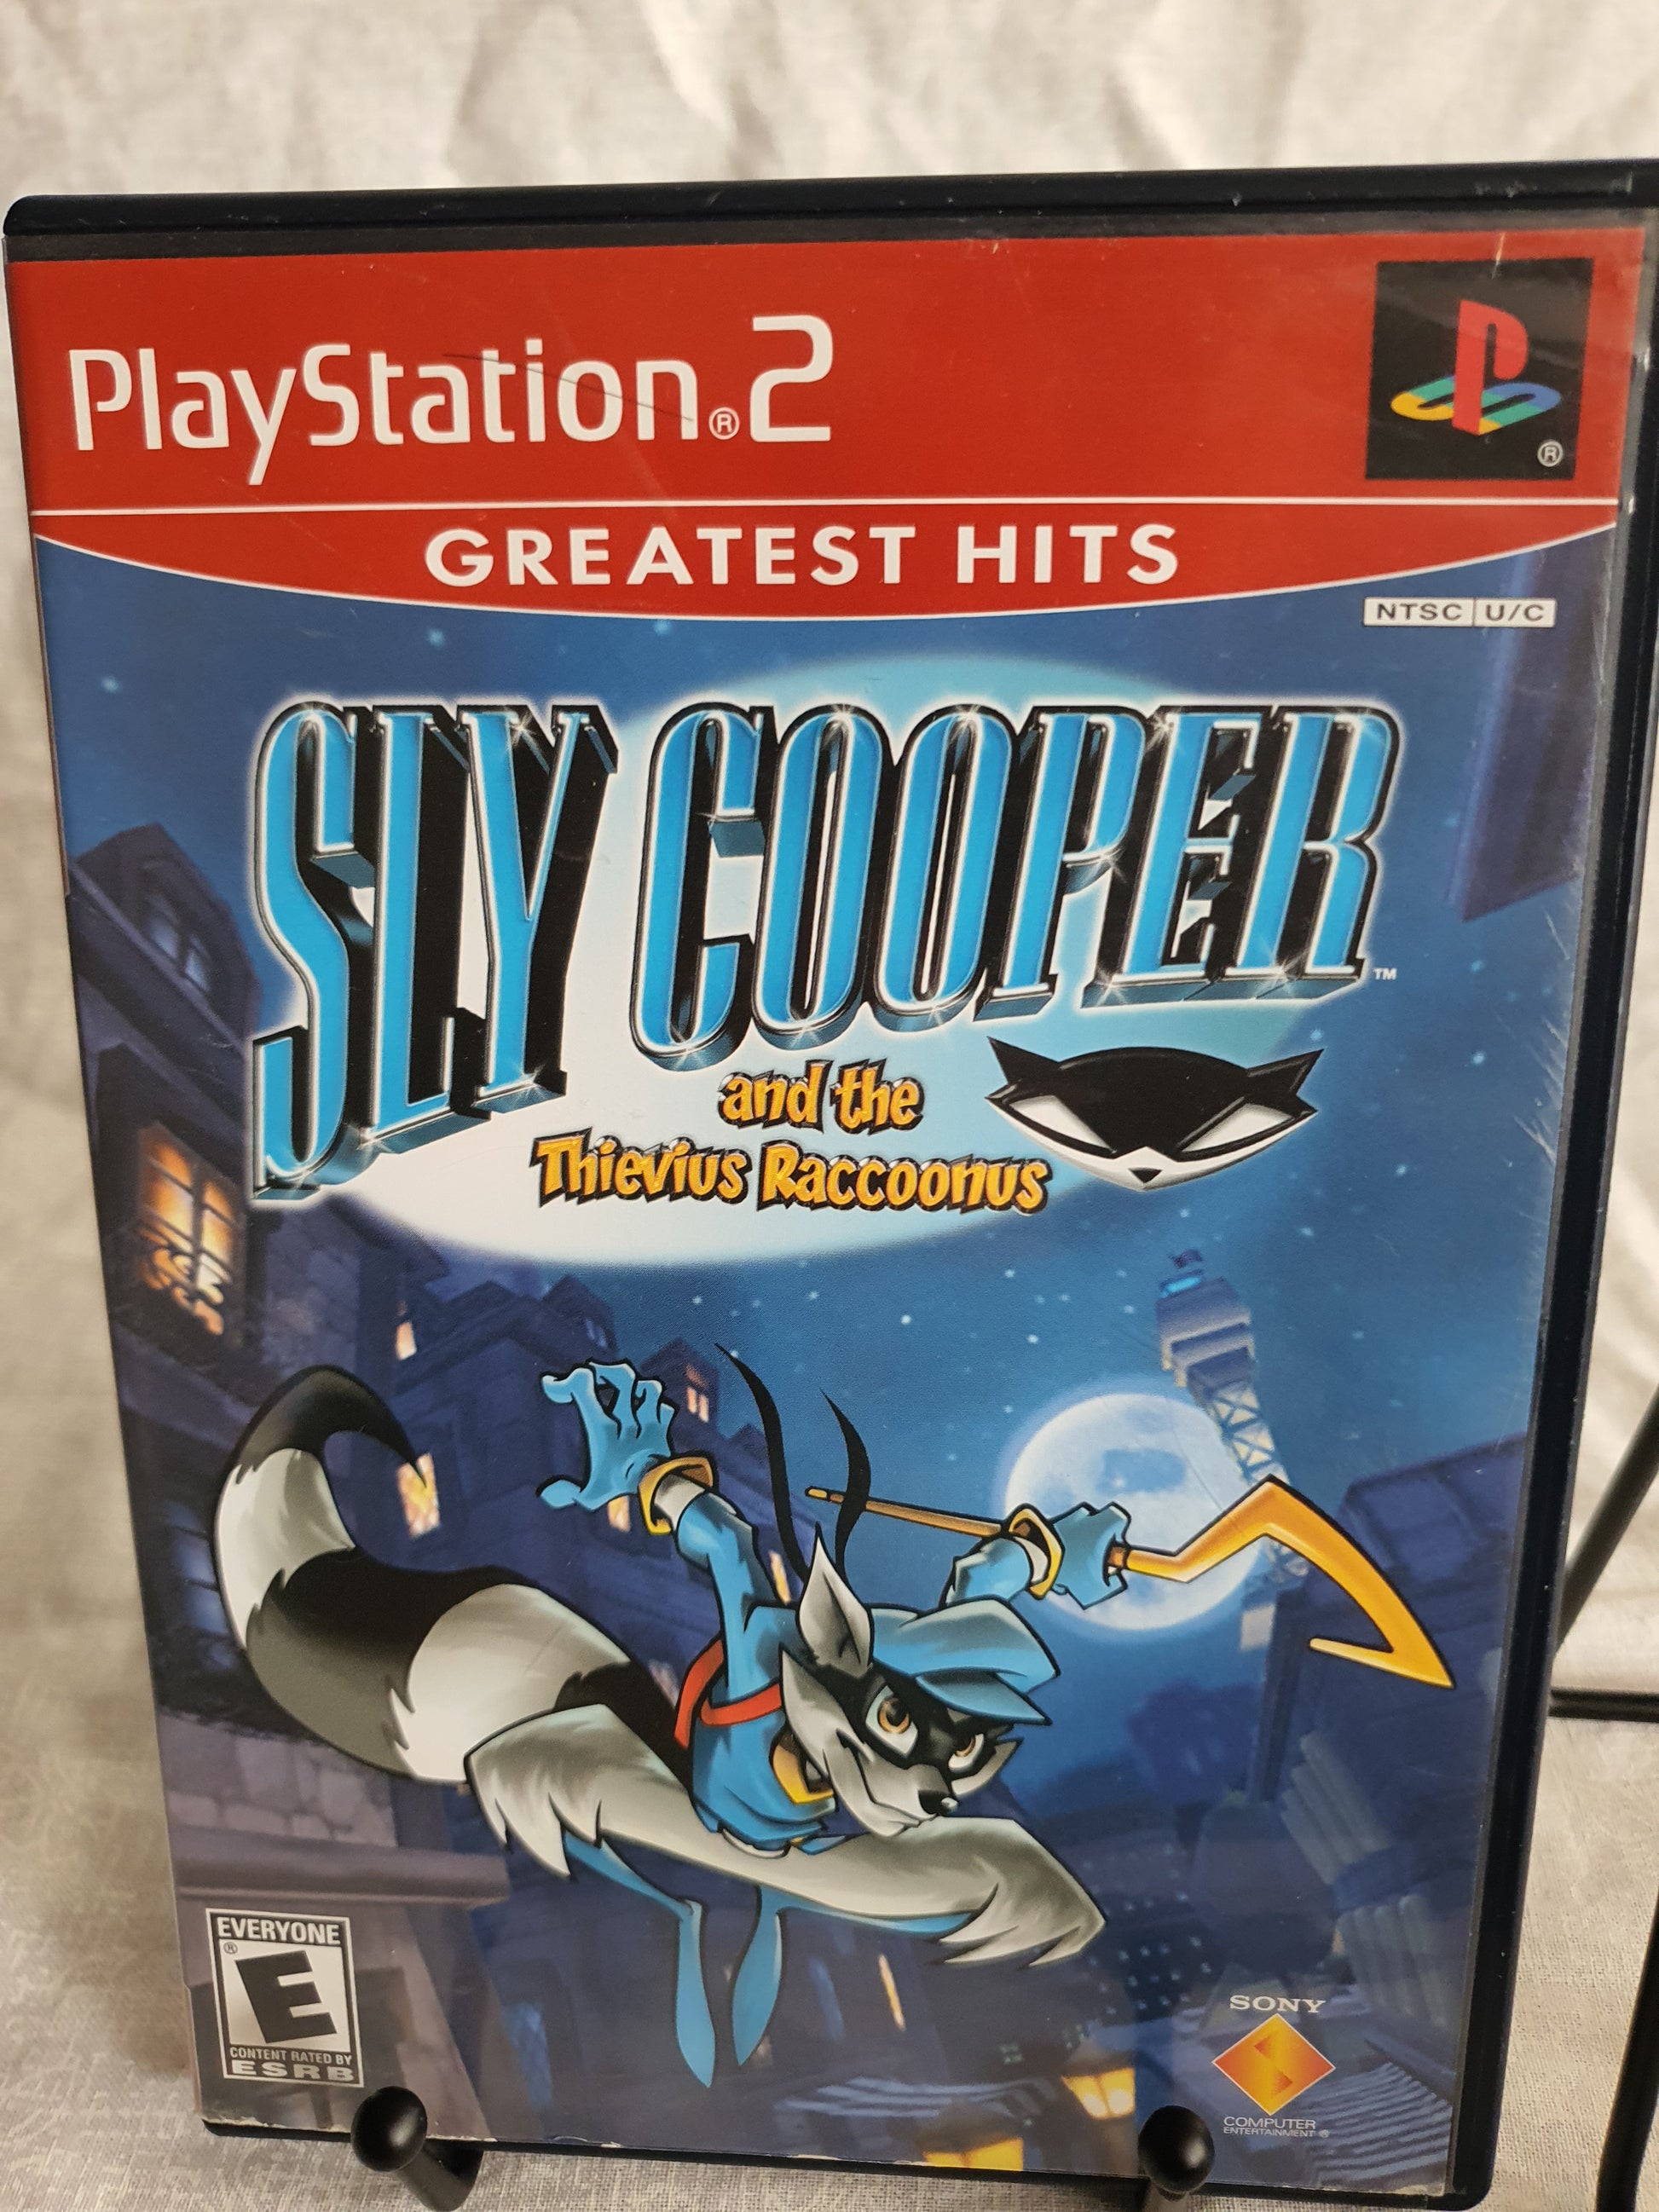 PlayStation®2
®
GREATEST HITS
NTSC U/C
SLY COOPER™
and the
Thievius Raccoonus
EVERYONE
®
E
CONTENT RATED BY
ESRB
SONY
COMPUTER
ENTERTAINMENT®